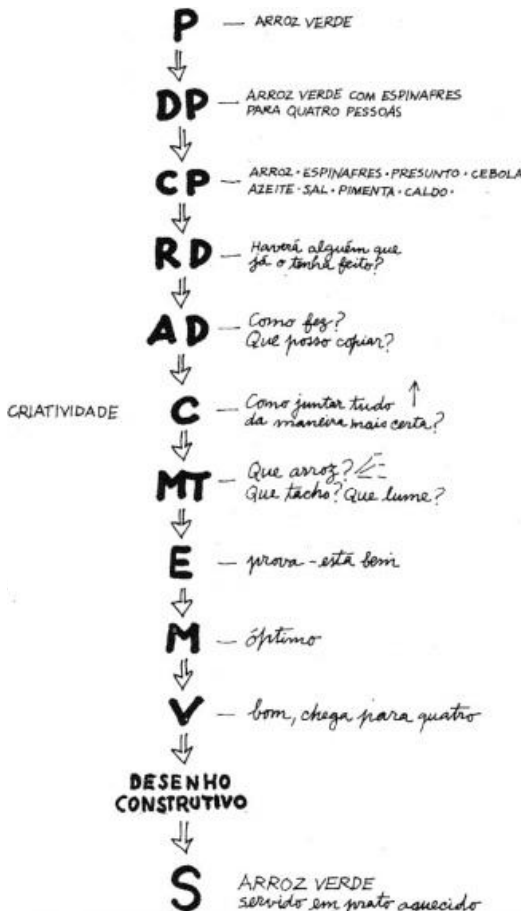 P — ARROZ VERDE
DP — ARROZ VERDE COM ESPINAFRES
PARA QUATRO PESSOAS
CP — ARROZ · ESPINAFRES · PRESUNTO · CEBOLA
AZEITE · SAL · PIMENTA · CALDO ·
RD — Haverá alguém que
já o tenha feito?
AD — Como fez?
Que posso copiar?
CRIATIVIDADE C — Como juntar tudo
da maneira mais certa?
MT — Que arroz?
Que tacho? Que lume?
E — prova - está bem
M — óptimo
V — bom, chega para quatro
DESENHO
CONSTRUTIVO
S ARROZ VERDE
servido em prato aquecido